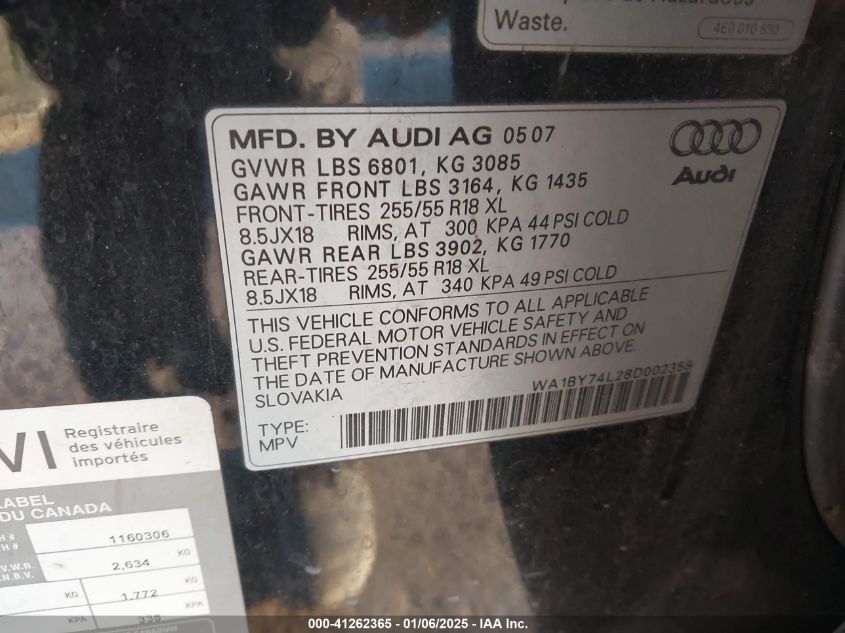 Waste.
4E0 010 530
MFD. BY AUDI AG 05 07
GVWR LBS 6801, KG 3085
GAWR FRONT LBS 3164, KG 1435
FRONT-TIRES 255/55 R18 XL
8.5JX18 RIMS, AT 300 KPA 44 PSI COLD
GAWR REAR LBS 3902, KG 1770
REAR-TIRES 255/55 R18 XL
8.5JX18 RIMS, AT 340 KPA 49 PSI COLD
THIS VEHICLE CONFORMS TO ALL APPLICABLE
U.S. FEDERAL MOTOR VEHICLE SAFETY AND
THEFT PREVENTION STANDARDS IN EFFECT ON
THE DATE OF MANUFACTURE SHOWN ABOVE.
SLOVAKIA
WA1BY74L28D002359
TYPE:
MPV
Audi
VI
Registraire
des véhicules
importés
LABEL
DU CANADA
H #
1160306
H #
V.W.R.
2,634 KG
N.B.V.
KG 1,772 KG
KPA 338 KPA
000-41262365 - 01/06/2025 - IAA Inc.